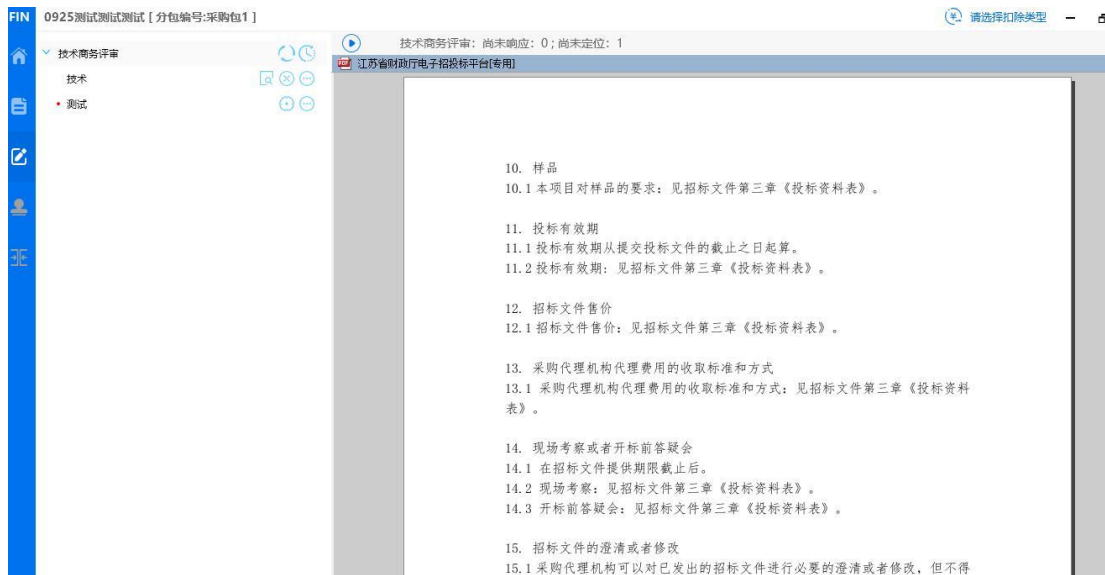 FIN 0925测试测试测试 [ 分包编号:采购包1 ] 请选择扣除类型
技术商务评审
技术
测试
技术商务评审：尚未响应：0；尚未定位：1
江苏省财政厅电子招投标平台[专用]
10. 样品
10.1 本项目对样品的要求：见招标文件第三章《投标资料表》。
11. 投标有效期
11.1 投标有效期从提交投标文件的截止之日起算。
11.2 投标有效期：见招标文件第三章《投标资料表》。
12. 招标文件售价
12.1 招标文件售价：见招标文件第三章《投标资料表》。
13. 采购代理机构代理费用的收取标准和方式
13.1 采购代理机构代理费用的收取标准和方式：见招标文件第三章《投标资料
表》。
14. 现场考察或者开标前答疑会
14.1 在招标文件提供期限截止后。
14.2 现场考察：见招标文件第三章《投标资料表》。
14.3 开标前答疑会：见招标文件第三章《投标资料表》。
15. 招标文件的澄清或者修改
15.1 采购代理机构可以对已发出的招标文件进行必要的澄清或者修改，但不得